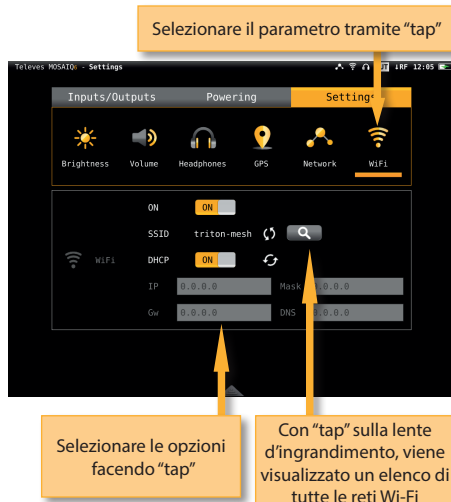 Selezionare il parametro tramite “tap”
Televes MOSAIQ6 - Settings
↓RF 12:05
Inputs/Outputs Powering Settings
Brightness Volume Headphones GPS Network WiFi
ON ON
SSID triton-mesh
WiFi DHCP ON
IP 0.0.0.0 Mask 0.0.0.0
Gw 0.0.0.0 DNS 0.0.0.0
Selezionare le opzioni
facendo “tap”
Con “tap” sulla lente
d’ingrandimento, viene
visualizzato un elenco di
tutte le reti Wi-Fi